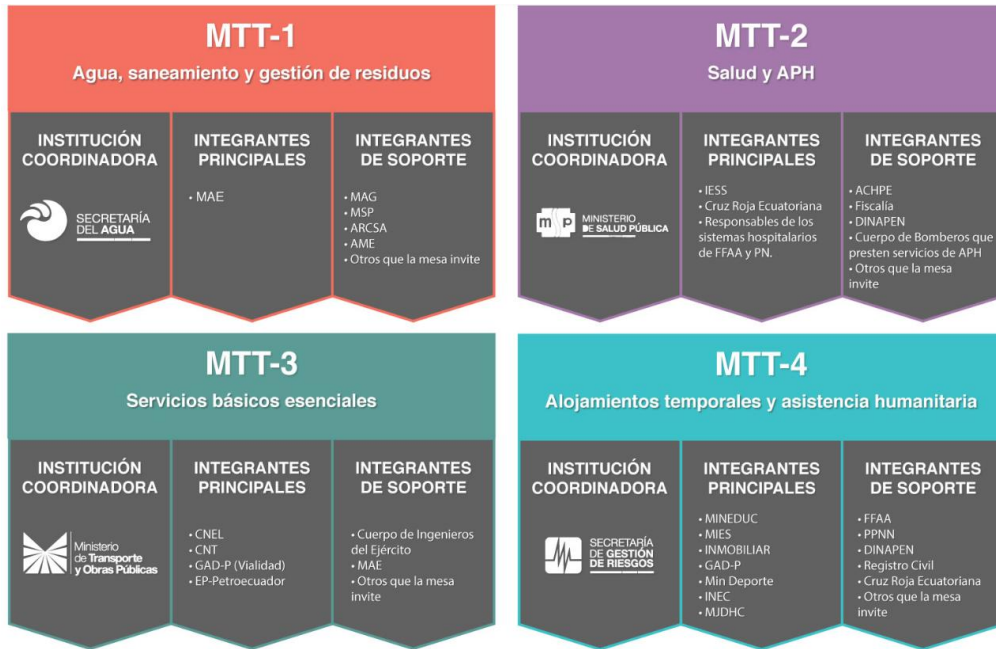 MTT-1
Agua, saneamiento y gestión de residuos
INSTITUCIÓN
COORDINADORA
SECRETARÍA
DEL AGUA
INTEGRANTES
PRINCIPALES
• MAE
INTEGRANTES
DE SOPORTE
• MAG
• MSP
• ARCSA
• AME
• Otros que la mesa invite
MTT-2
Salud y APH
INSTITUCIÓN
COORDINADORA
msp
MINISTERIO
DE SALUD PÚBLICA
INTEGRANTES
PRINCIPALES
• IESS
• Cruz Roja Ecuatoriana
• Responsables de los
sistemas hospitalarios
de FFAA y PN.
INTEGRANTES
DE SOPORTE
• ACHPE
• Fiscalía
• DINAPEN
• Cuerpo de Bomberos que
presten servicios de APH
• Otros que la mesa
invite
MTT-3
Servicios básicos esenciales
INSTITUCIÓN
COORDINADORA
Ministerio
de Transporte
y Obras Públicas
INTEGRANTES
PRINCIPALES
• CNEL
• CNT
• GAD-P (Vialidad)
• EP-Petroecuador
INTEGRANTES
DE SOPORTE
• Cuerpo de Ingenieros
del Ejército
• MAE
• Otros que la mesa
invite
MTT-4
Alojamientos temporales y asistencia humanitaria
INSTITUCIÓN
COORDINADORA
SECRETARÍA
DE GESTIÓN
DE RIESGOS
INTEGRANTES
PRINCIPALES
• MINEDUC
• MIES
• INMOBILIAR
• GAD-P
• Min Deporte
• INEC
• MJDHC
INTEGRANTES
DE SOPORTE
• FFAA
• PPNN
• DINAPEN
• Registro Civil
• Cruz Roja Ecuatoriana
• Otros que la mesa
invite